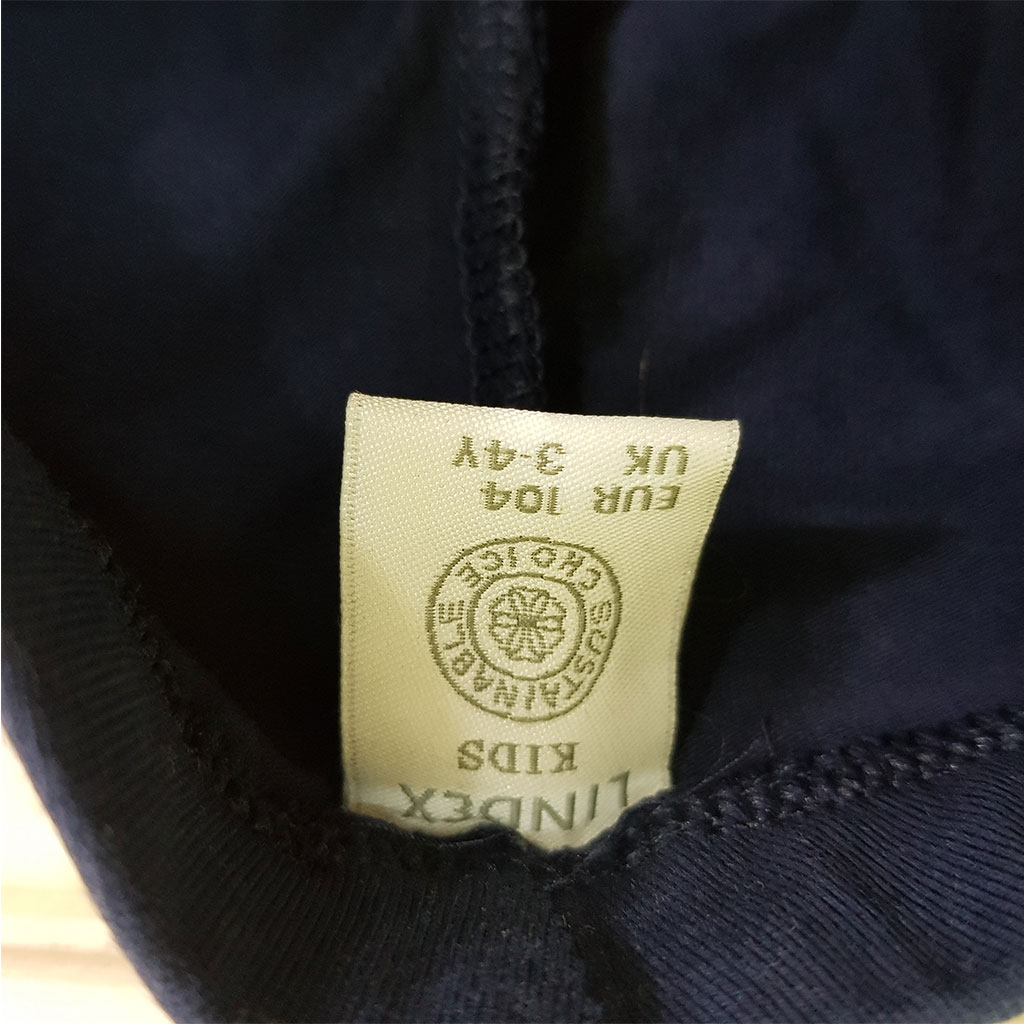 LINDEX
KIDS
SUSTAINABLE CHOICE
EUR 104
UK 3-4Y